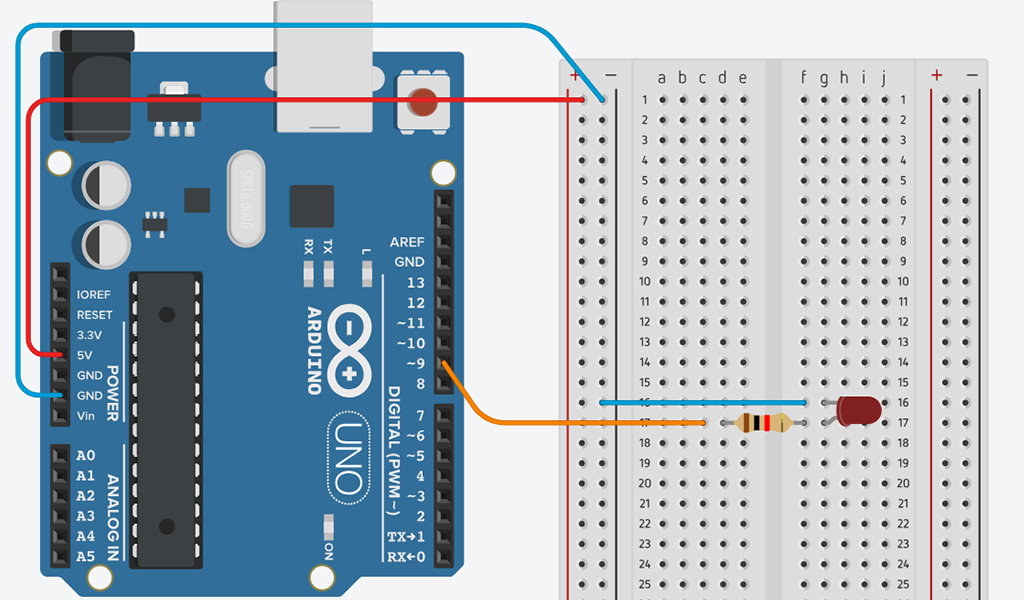 + − a b c d e f g h i j + −
1 1
2 2
3 3
4 4
5 5
6 6
7 7
8 8
9 9
10 10
11 11
12 12
13 13
14 14
15 15
16 16
17 17
18 18
19 19
20 20
21 21
22 22
23 23
24 24
25 25
SPK16.000G
RX
TX
L
AREF
GND
13
12
~11
~10
~9
8
7
~6
~5
4
~3
2
TX→1
RX←0
DIGITAL (PWM ~)
ARDUINO
UNO
ON
IOREF
RESET
3.3V
5V
GND
GND
Vin
POWER
A0
A1
A2
A3
A4
A5
ANALOG IN